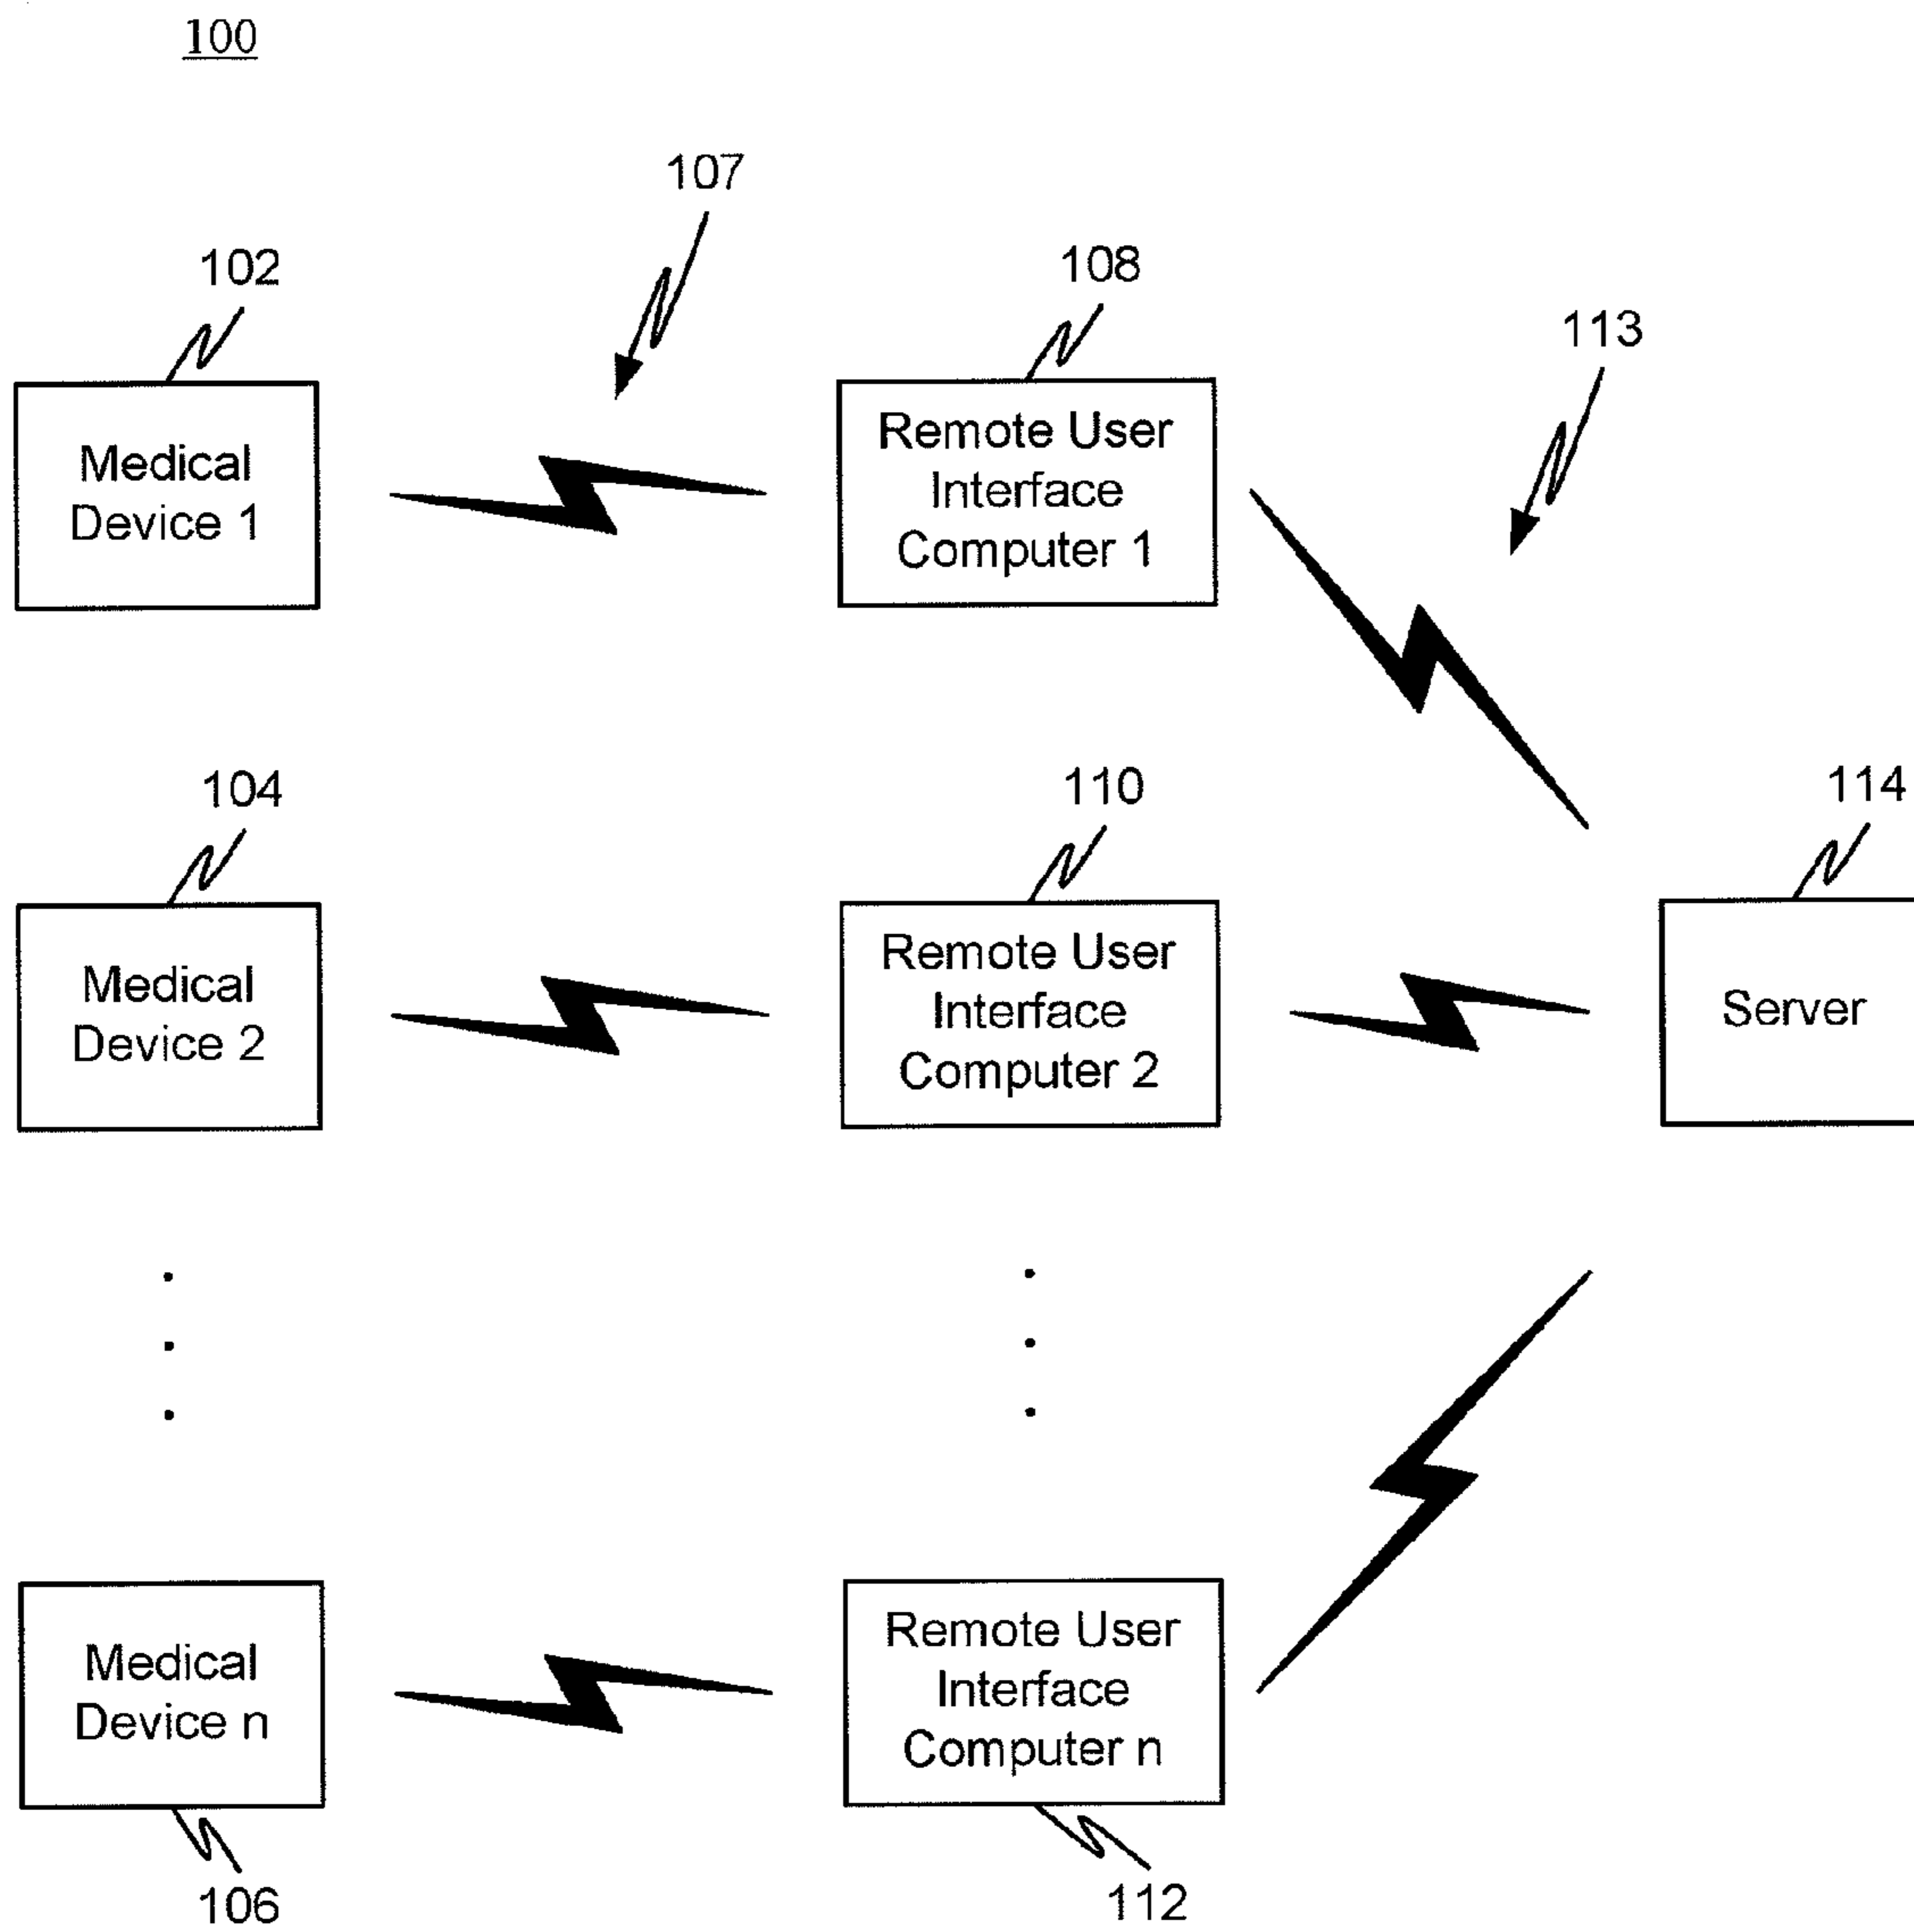 100
107
102
108
113
Medical
Device 1
Remote User
Interface
Computer 1
104
110
114
Medical
Device 2
Remote User
Interface
Computer 2
Server
Medical
Device n
Remote User
Interface
Computer n
106
112